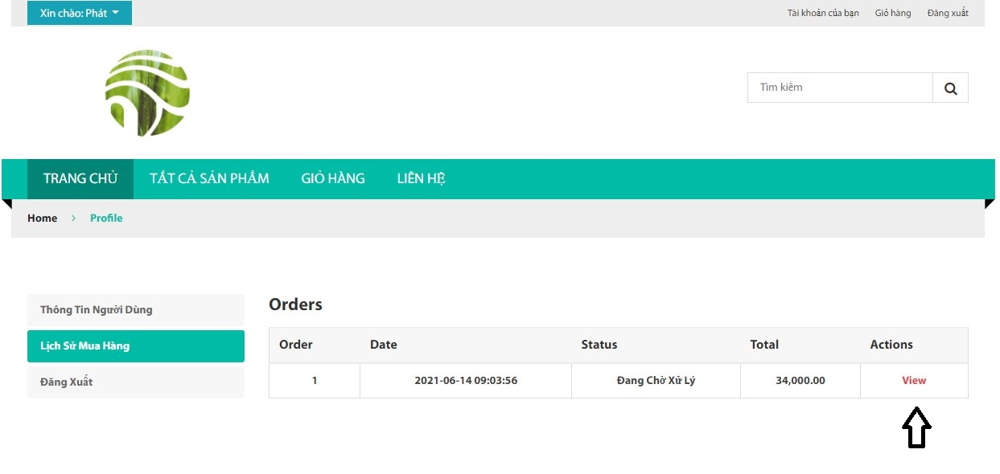 Xin chào: Phát
Tài khoản của bạn Giỏ hàng Đăng xuất
Tìm kiếm
TRANG CHỦ TẤT CẢ SẢN PHẨM GIỎ HÀNG LIÊN HỆ
Home > Profile
Thông Tin Người Dùng
Lịch Sử Mua Hàng
Đăng Xuất
Orders
Order Date Status Total Actions
1 2021-06-14 09:03:56 Đang Chờ Xử Lý 34,000.00 View